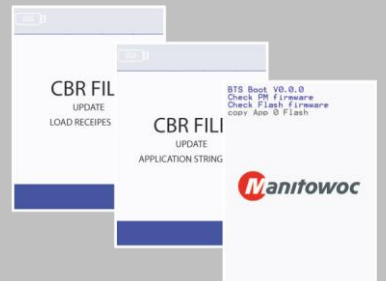 CBR FIL
UPDATE
LOAD RECEIPES
CBR FILI
UPDATE
APPLICATION STRING
BTS Boot V0.0.0
Check PM firmware
Check Flash firmware
copy App 0 Flash
Manitowoc